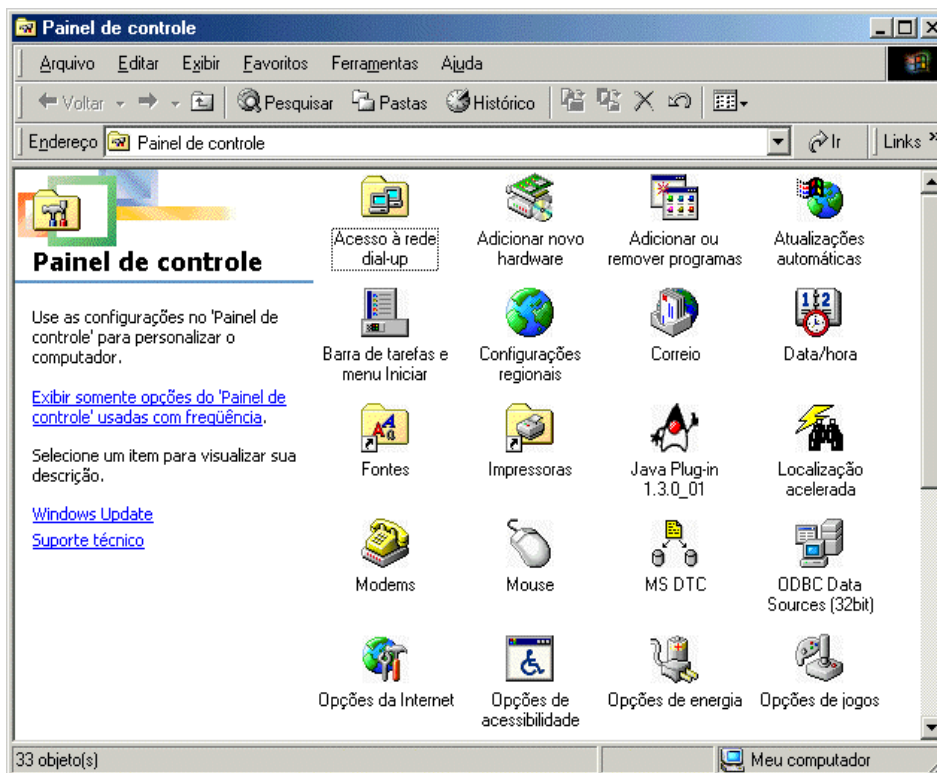 Painel de controle
Arquivo Editar Exibir Favoritos Ferramentas Ajuda
Voltar Pesquisar Pastas Histórico
Endereço Painel de controle Ir Links »
Painel de controle
Use as configurações no 'Painel de
controle' para personalizar o
computador.
Exibir somente opções do 'Painel de
controle' usadas com freqüência.
Selecione um item para visualizar sua
descrição.
Windows Update
Suporte técnico
Acesso à rede
dial-up
Adicionar novo
hardware
Adicionar ou
remover programas
Atualizações
automáticas
Barra de tarefas e
menu Iniciar
Configurações
regionais
Correio
Data/hora
Fontes
Impressoras
Java Plug-in
1.3.0_01
Localização
acelerada
Modems
Mouse
MS DTC
ODBC Data
Sources (32bit)
Opções da Internet
Opções de
acessibilidade
Opções de energia
Opções de jogos
33 objeto(s) Meu computador